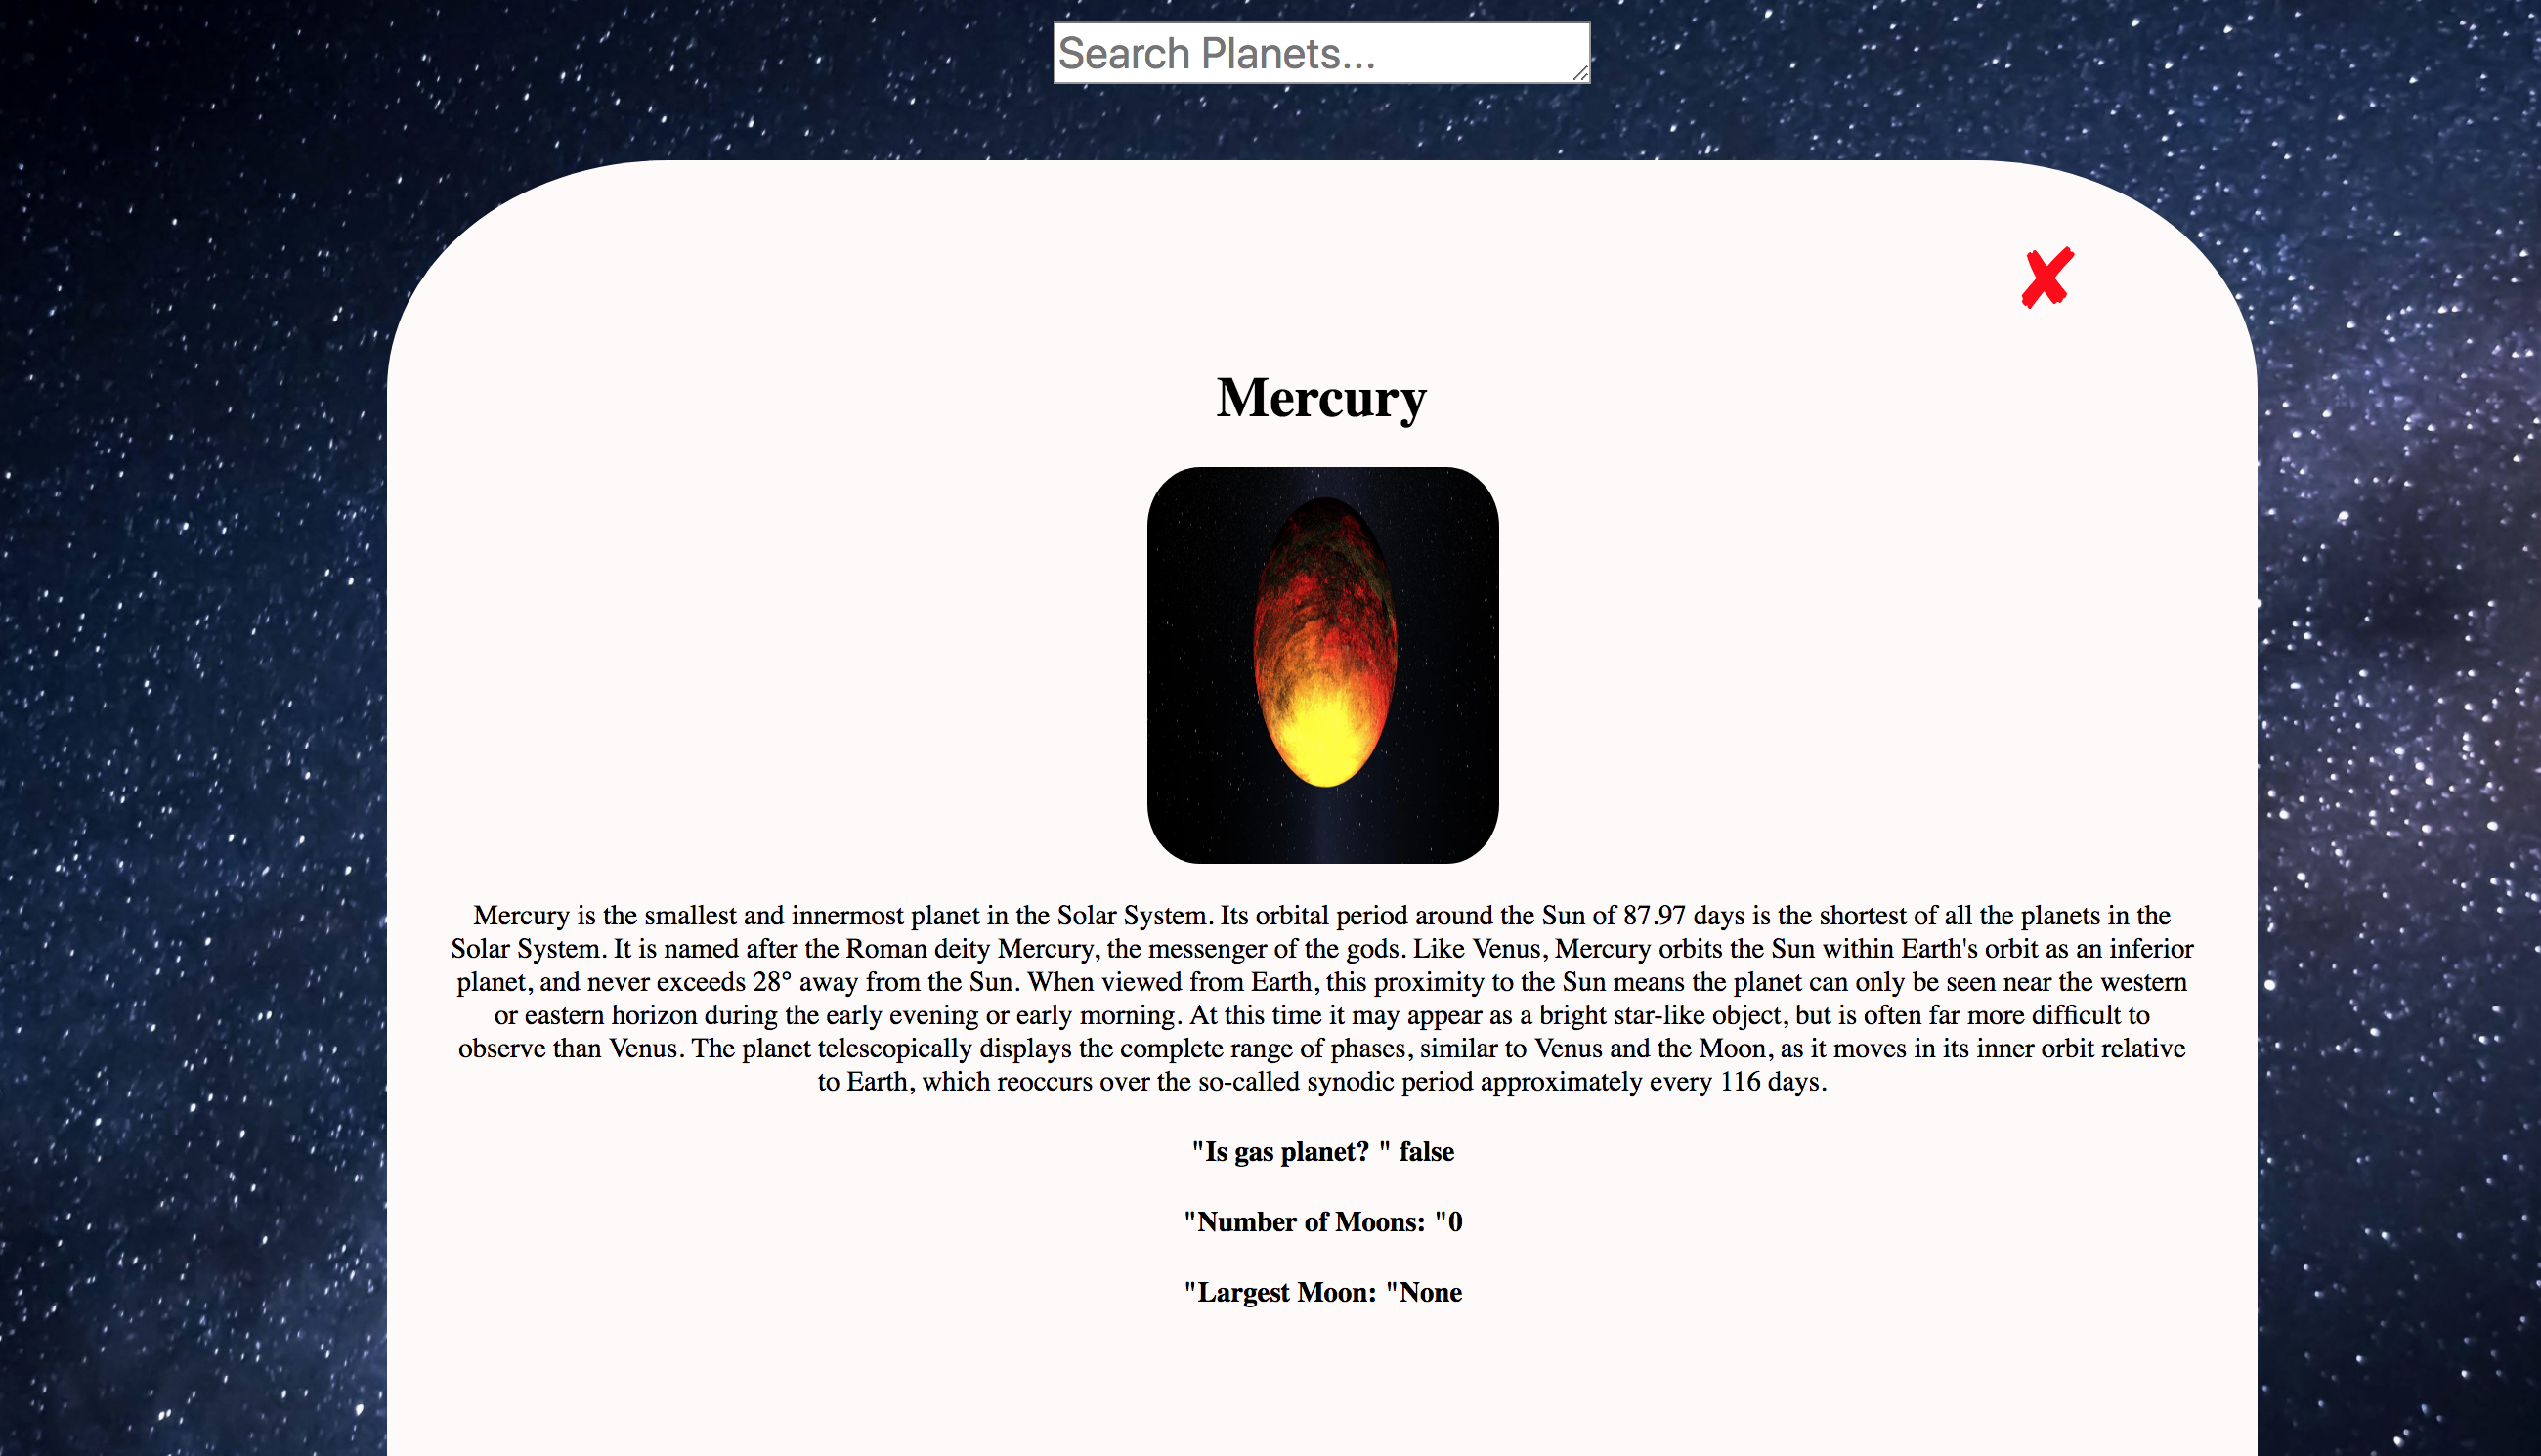 Search Planets...
✘
Mercury
Mercury is the smallest and innermost planet in the Solar System. Its orbital period around the Sun of 87.97 days is the shortest of all the planets in the
Solar System. It is named after the Roman deity Mercury, the messenger of the gods. Like Venus, Mercury orbits the Sun within Earth's orbit as an inferior
planet, and never exceeds 28° away from the Sun. When viewed from Earth, this proximity to the Sun means the planet can only be seen near the western
or eastern horizon during the early evening or early morning. At this time it may appear as a bright star-like object, but is often far more difficult to
observe than Venus. The planet telescopically displays the complete range of phases, similar to Venus and the Moon, as it moves in its inner orbit relative
to Earth, which reoccurs over the so-called synodic period approximately every 116 days.
"Is gas planet? " false
"Number of Moons: "0
"Largest Moon: "None